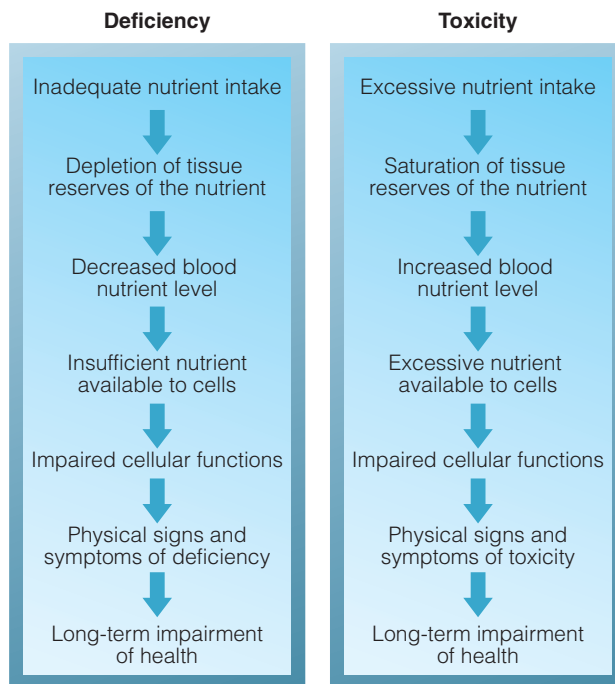 Deficiency
Inadequate nutrient intake
Depletion of tissue
reserves of the nutrient
Decreased blood
nutrient level
Insufficient nutrient
available to cells
Impaired cellular functions
Physical signs and
symptoms of deficiency
Long-term impairment
of health
Toxicity
Excessive nutrient intake
Saturation of tissue
reserves of the nutrient
Increased blood
nutrient level
Excessive nutrient
available to cells
Impaired cellular functions
Physical signs and
symptoms of toxicity
Long-term impairment
of health